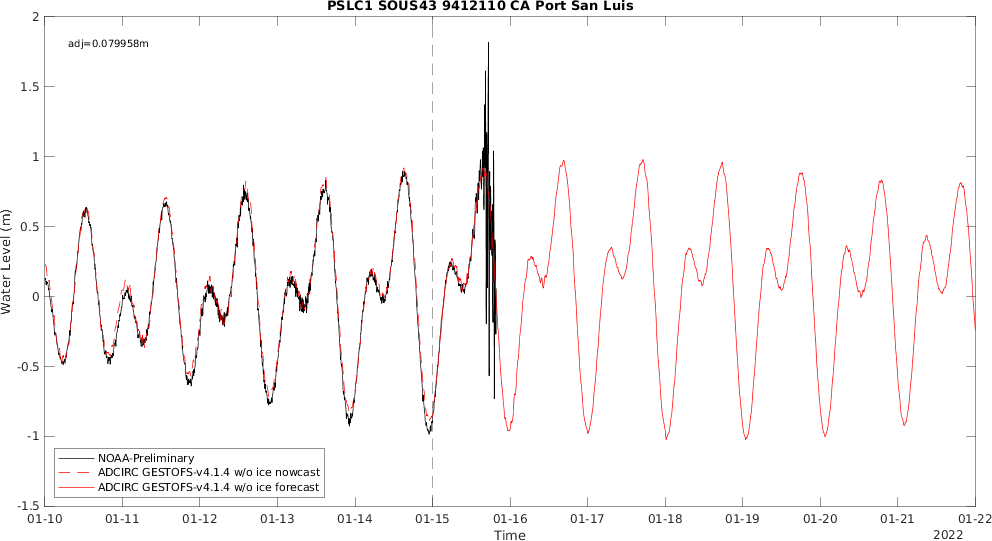 PSLC1 SOUS43 9412110 CA Port San Luis
adj=0.079958m
2
1.5
1
0.5
0
-0.5
-1
-1.5
Water Level (m)
NOAA-Preliminary
ADCIRC GESTOFS-v4.1.4 w/o ice nowcast
ADCIRC GESTOFS-v4.1.4 w/o ice forecast
01-10 01-11 01-12 01-13 01-14 01-15 01-16 01-17 01-18 01-19 01-20 01-21 01-22
Time
2022